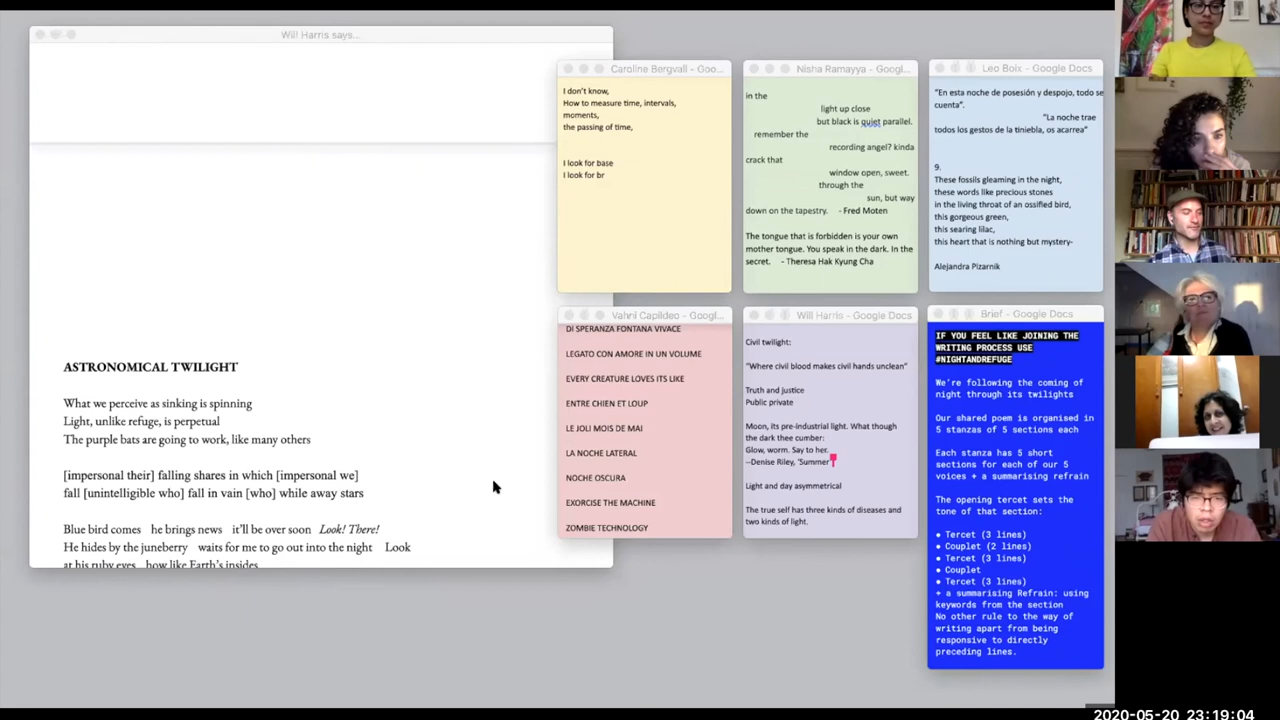 Will Harris says...
ASTRONOMICAL TWILIGHT
What we perceive as sinking is spinning
Light, unlike refuge, is perpetual
The purple bats are going to work, like many others
[impersonal their] falling shares in which [impersonal we]
fall [unintelligible who] fall in vain [who] while away stars
Blue bird comes he brings news it'll be over soon Look! There!
He hides by the juneberry waits for me to go out into the night Look
at his ruby eyes how like Earth's insides
Caroline Bergvall - Goo...
I don't know,
How to measure time, intervals,
moments,
the passing of time,
I look for base
I look for br
Nisha Ramayya - Googl...
in the
light up close
but black is quiet parallel.
remember the
recording angel? kinda
crack that
window open, sweet.
through the
sun, but way
down on the tapestry. - Fred Moten
The tongue that is forbidden is your own
mother tongue. You speak in the dark. In the
secret. - Theresa Hak Kyung Cha
Leo Boix - Google Docs
"En esta noche de posesión y despojo, todo se
cuenta".
"La noche trae
todos los gestos de la tiniebla, os acarrea"
9.
These fossils gleaming in the night,
these words like precious stones
in the living throat of an ossified bird,
this gorgeous green,
this searing lilac,
this heart that is nothing but mystery-
Alejandra Pizarnik
Vahni Capildeo - Googl...
DI SPERANZA FONTANA VIVACE
LEGATO CON AMORE IN UN VOLUME
EVERY CREATURE LOVES ITS LIKE
ENTRE CHIEN ET LOUP
LE JOLI MOIS DE MAI
LA NOCHE LATERAL
NOCHE OSCURA
EXORCISE THE MACHINE
ZOMBIE TECHNOLOGY
Will Harris - Google Docs
Civil twilight:
"Where civil blood makes civil hands unclean"
Truth and justice
Public private
Moon, its pre-industrial light. What though
the dark thee cumber:
Glow, worm. Say to her.
--Denise Riley, 'Summer'
Light and day asymmetrical
The true self has three kinds of diseases and
two kinds of light.
Brief - Google Docs
IF YOU FEEL LIKE JOINING THE
WRITING PROCESS USE
#NIGHTANDREFUGE
We're following the coming of
night through its twilights
Our shared poem is organised in
5 stanzas of 5 sections each
Each stanza has 5 short
sections for each of our 5
voices + a summarising refrain
The opening tercet sets the
tone of that section:
• Tercet (3 lines)
• Couplet (2 lines)
• Tercet (3 lines)
• Couplet
• Tercet (3 lines)
+ a summarising Refrain: using
keywords from the section
No other rule to the way of
writing apart from being
responsive to directly
preceding lines.
2020-05-20 23:19:04